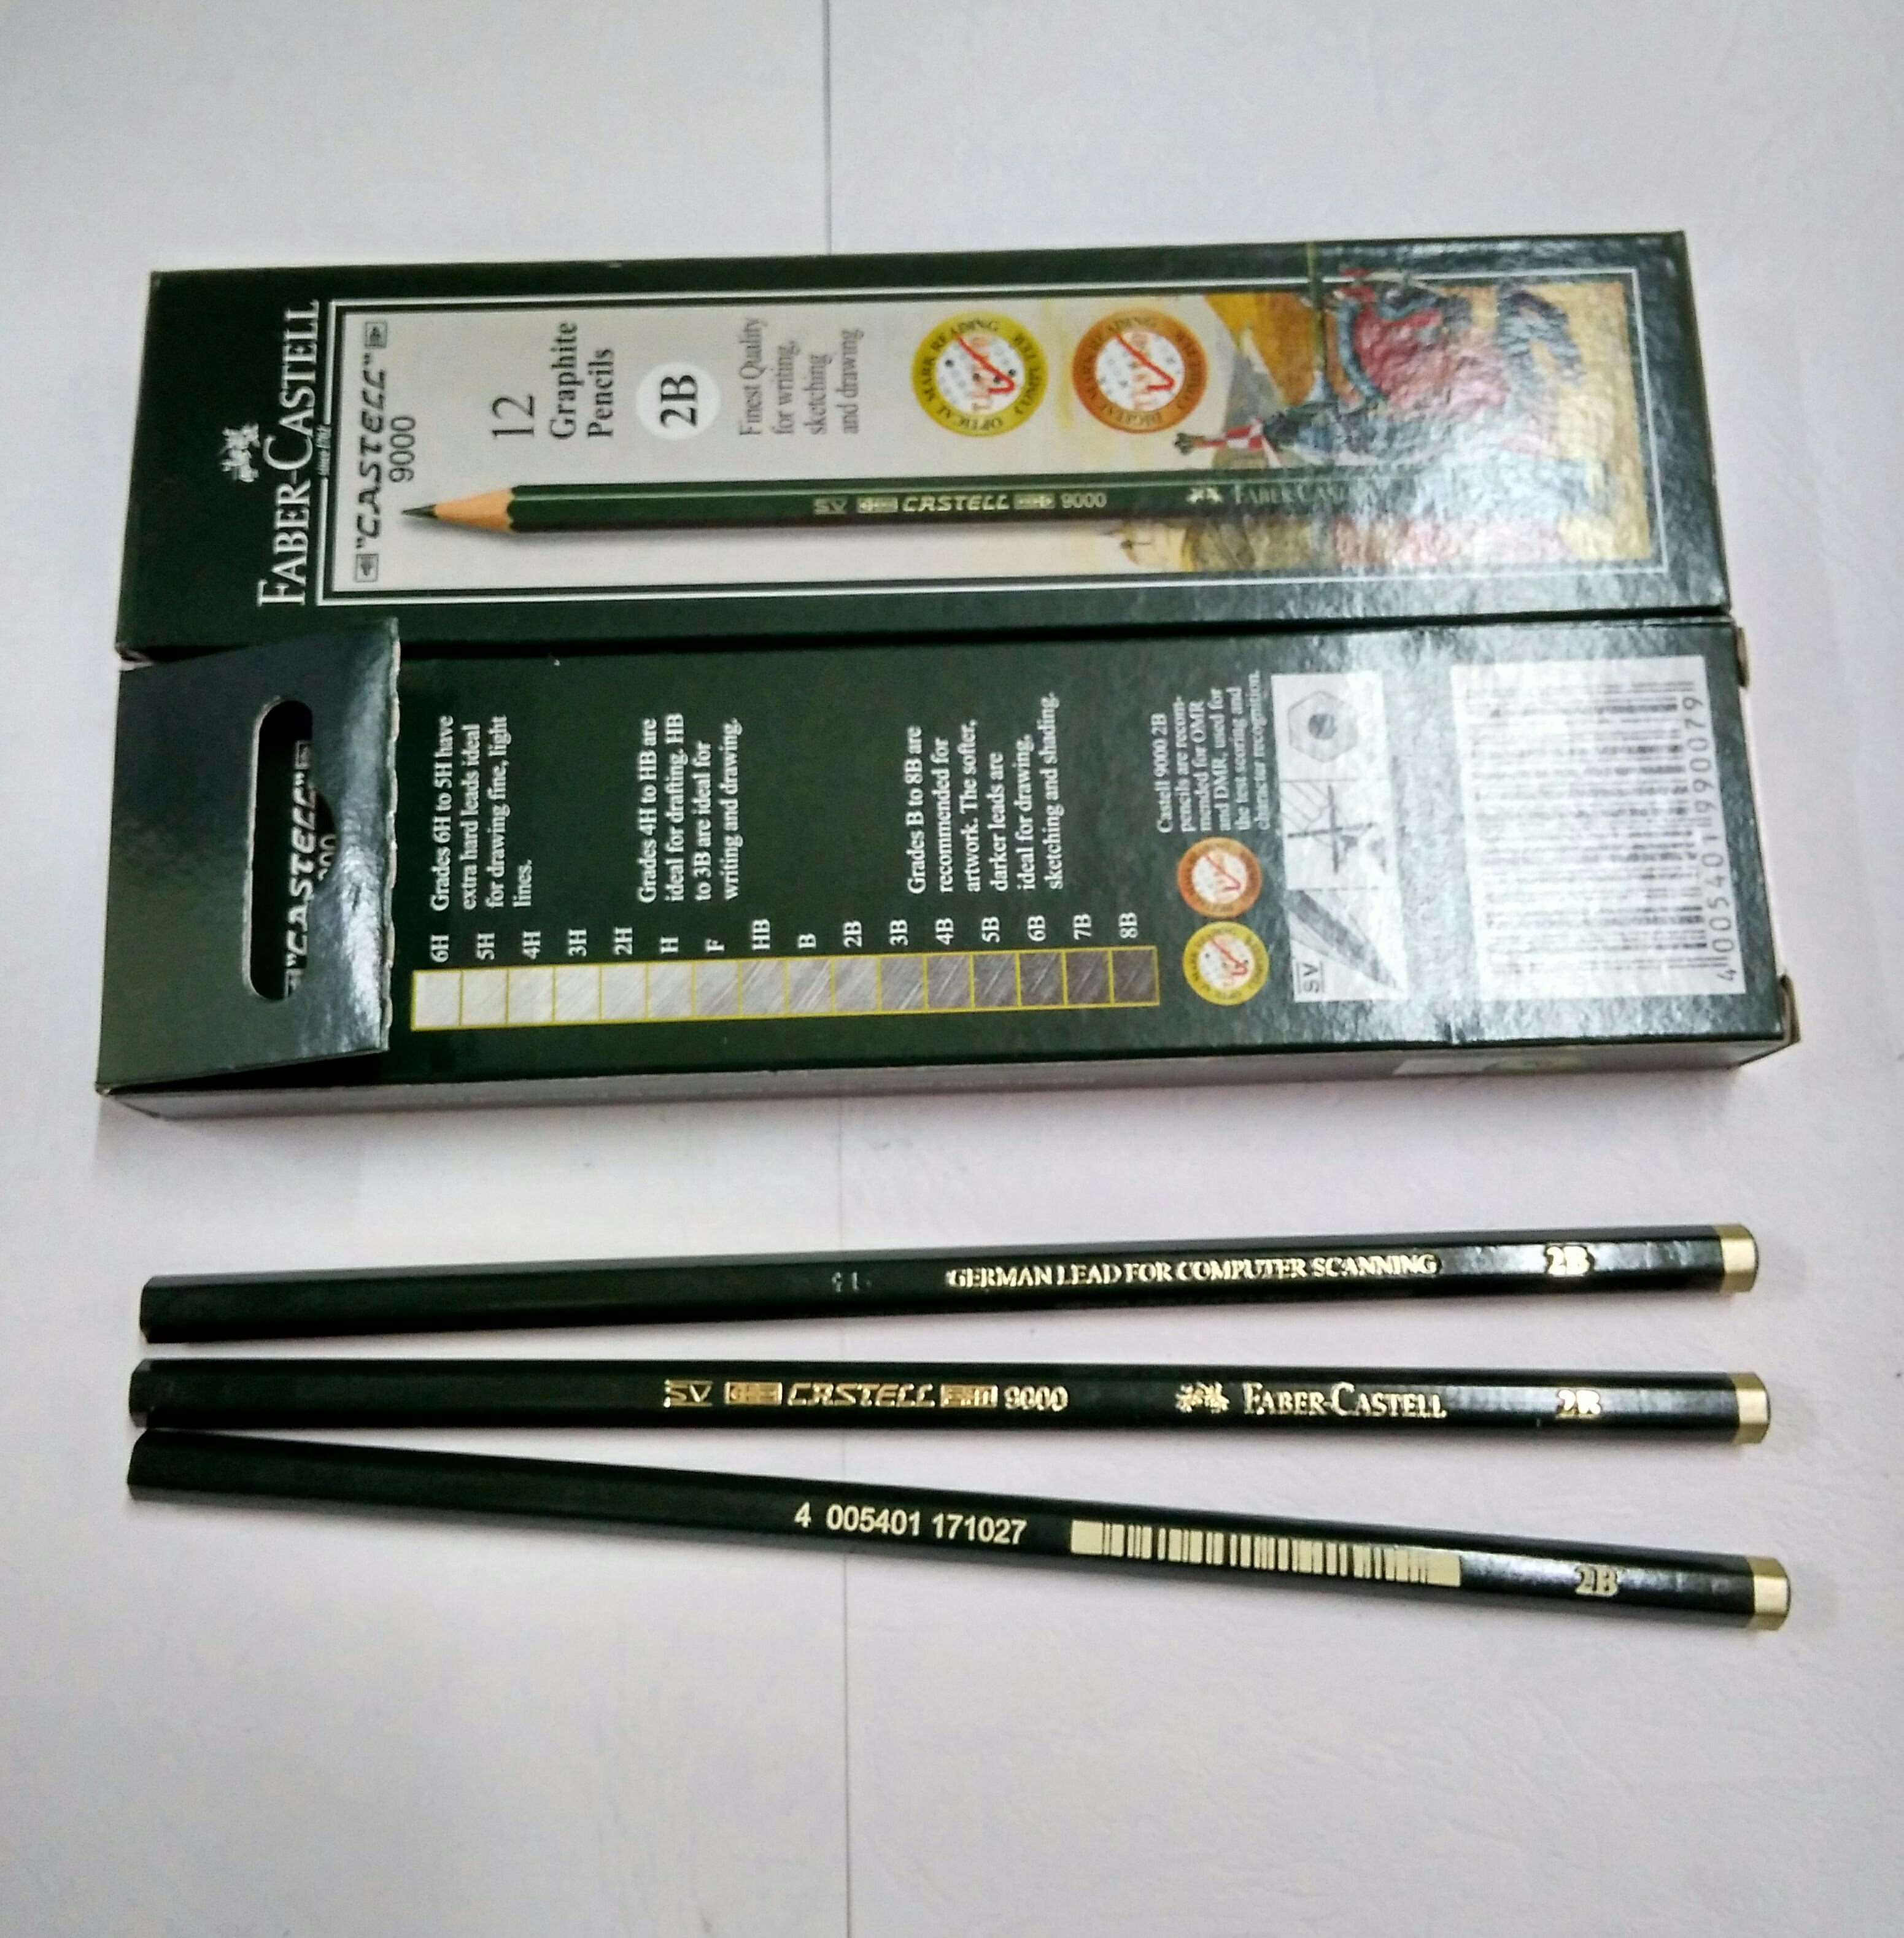 FABER-CASTELL
since 1761
"CASTELL"
9000
12
Graphite
Pencils
2B
Finest Quality
for writing,
sketching
and drawing
OPTICAL MARK READING
DIGITAL MARK READING
SV CASTELL 9000 FABER-CASTELL
"CASTELL"
6H
5H
4H
3H
2H
H
F
HB
B
2B
3B
4B
5B
6B
7B
8B
Grades 6H to 5H have
extra hard leads ideal
for drawing fine, light
lines.
Grades 4H to HB are
ideal for drafting. HB
to 3B are ideal for
writing and drawing.
Grades B to 8B are
recommended for
artwork. The softer,
darker leads are
ideal for drawing,
sketching and shading.
Castell 9000 2B
pencils are recom-
mended for OMR
and DMR, used for
the test scoring and
character recognition.
SV
4 005401 990079
GERMAN LEAD FOR COMPUTER SCANNING 2B
SV CASTELL 9000 FABER-CASTELL 2B
4 005401 171027 2B